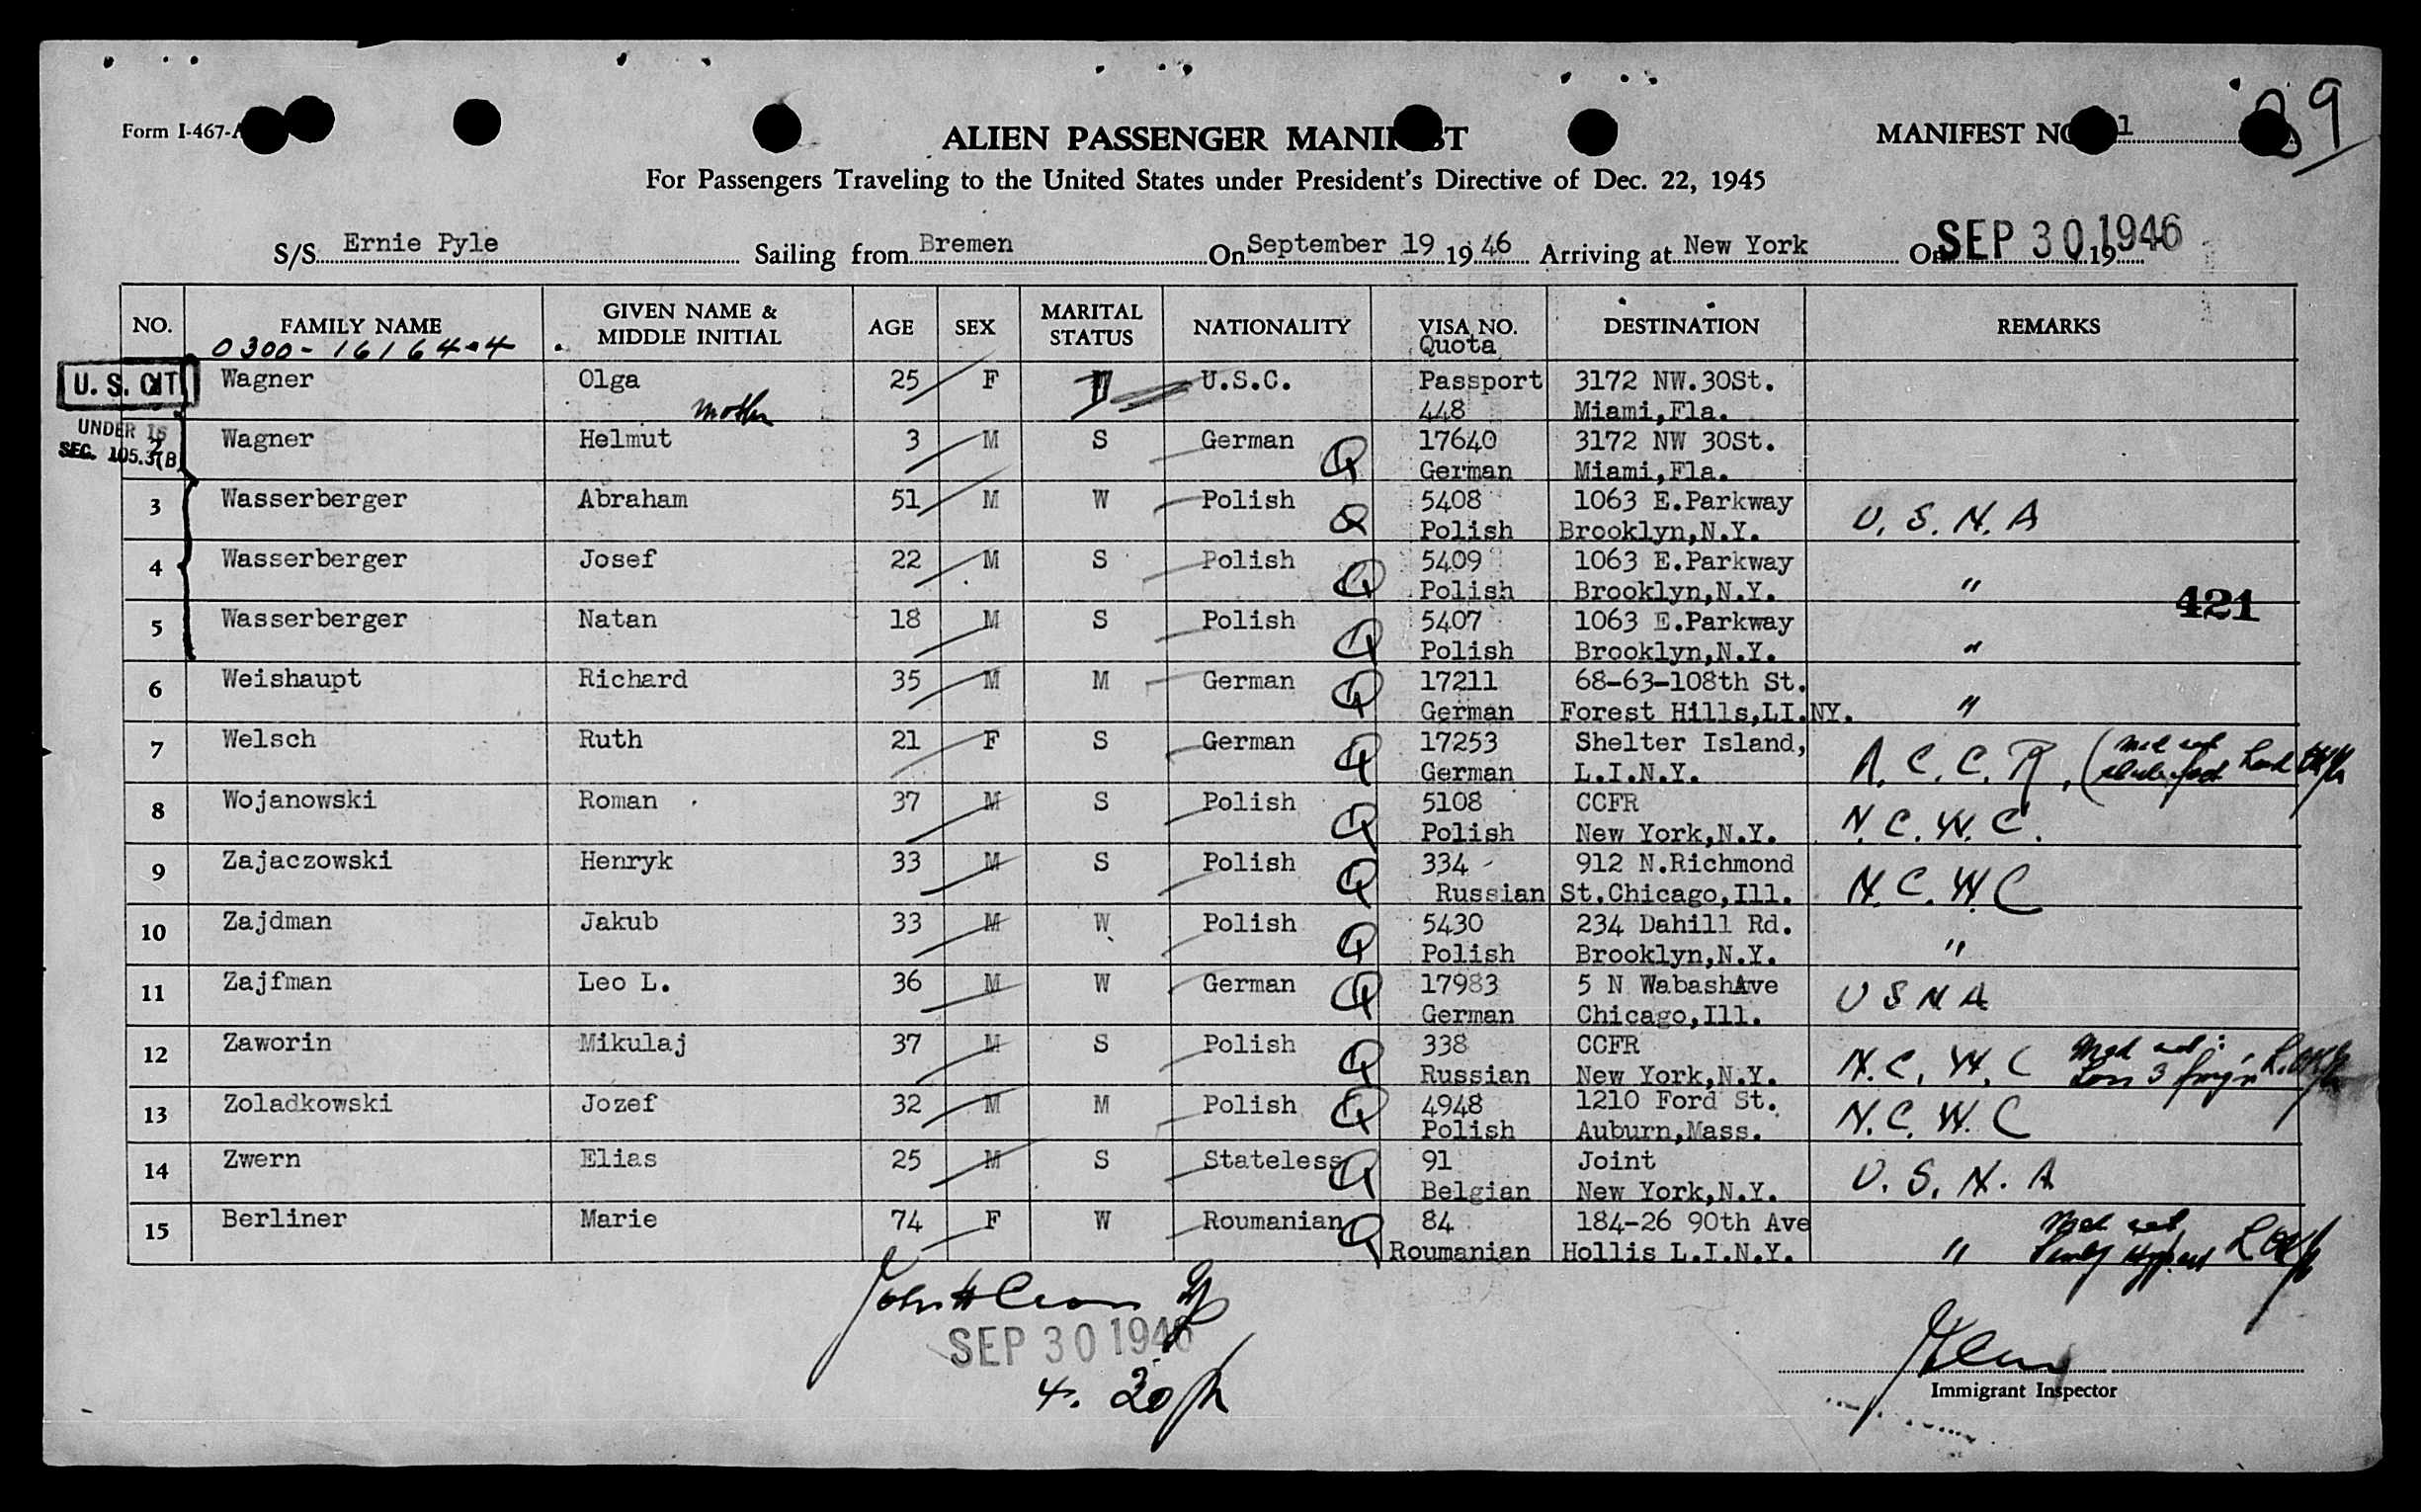 89
Form I-467-A
ALIEN PASSENGER MANIFEST
MANIFEST NO. 1
For Passengers Traveling to the United States under President's Directive of Dec. 22, 1945
S/S Ernie Pyle Sailing from Bremen On September 19 19 46 Arriving at New York On SEP 30 1946 19
NO. FAMILY NAME GIVEN NAME & MIDDLE INITIAL AGE SEX MARITAL STATUS NATIONALITY VISA NO. Quota DESTINATION REMARKS
0300-161644
U. S. CIT Wagner Olga 25 F U.S.C. Passport 3172 NW.30St.
mother 448 Miami,Fla.
UNDER 16
SEC. 105.3(B)
2 Wagner Helmut 3 M S German Q 17640 3172 NW 30St.
German Miami,Fla.
3 Wasserberger Abraham 51 M W Polish Q 5408 1063 E.Parkway U. S. N. A
Polish Brooklyn,N.Y.
4 Wasserberger Josef 22 M S Polish Q 5409 1063 E.Parkway "
Polish Brooklyn,N.Y.
421
5 Wasserberger Natan 18 M S Polish Q 5407 1063 E.Parkway "
Polish Brooklyn,N.Y.
6 Weishaupt Richard 35 M M German Q 17211 68-63-108th St. "
German Forest Hills,LI.NY.
7 Welsch Ruth 21 F S German Q 17253 Shelter Island, A. C. C. R.
German L.I.N.Y.
8 Wojanowski Roman 37 M S Polish Q 5108 CCFR N. C. W. C.
Polish New York,N.Y.
9 Zajaczowski Henryk 33 M S Polish Q 334 912 N.Richmond N. C. W. C
Russian St.Chicago,Ill.
10 Zajdman Jakub 33 M W Polish Q 5430 234 Dahill Rd. "
Polish Brooklyn,N.Y.
11 Zajfman Leo L. 36 M W German Q 17983 5 N WabashAve U S N A
German Chicago,Ill.
12 Zaworin Mikulaj 37 M S Polish Q 338 CCFR N. C. W. C
Russian New York,N.Y.
13 Zoladkowski Jozef 32 M M Polish Q 4948 1210 Ford St. N. C. W. C
Polish Auburn,Mass.
14 Zwern Elias 25 M S Stateless Q 91 Joint U. S. N. A
Belgian New York,N.Y.
15 Berliner Marie 74 F W Roumanian Q 84 184-26 90th Ave "
Roumanian Hollis L.I.N.Y.
SEP 30 1946
4. 30
Immigrant Inspector